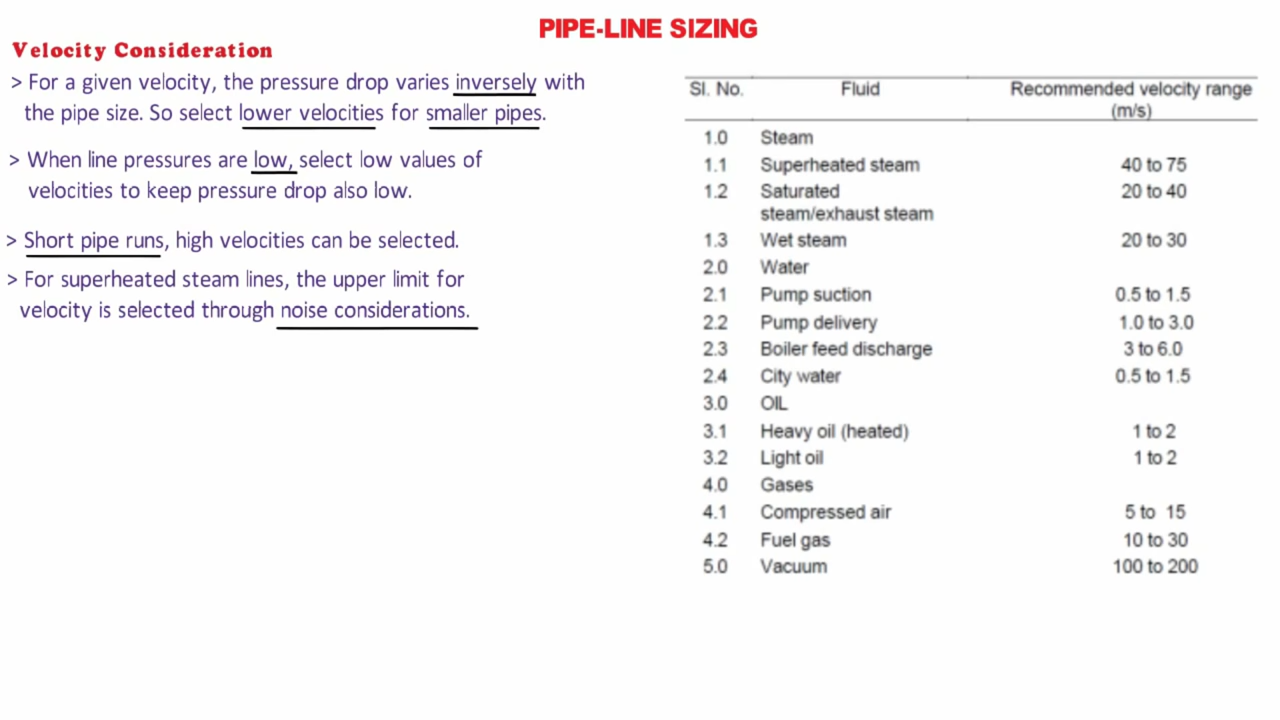 PIPE-LINE SIZING
Velocity Consideration
> For a given velocity, the pressure drop varies inversely with
the pipe size. So select lower velocities for smaller pipes.
> When line pressures are low, select low values of
velocities to keep pressure drop also low.
> Short pipe runs, high velocities can be selected.
> For superheated steam lines, the upper limit for
velocity is selected through noise considerations.
Sl. No. Fluid Recommended velocity range
(m/s)
1.0 Steam
1.1 Superheated steam 40 to 75
1.2 Saturated 20 to 40
steam/exhaust steam
1.3 Wet steam 20 to 30
2.0 Water
2.1 Pump suction 0.5 to 1.5
2.2 Pump delivery 1.0 to 3.0
2.3 Boiler feed discharge 3 to 6.0
2.4 City water 0.5 to 1.5
3.0 OIL
3.1 Heavy oil (heated) 1 to 2
3.2 Light oil 1 to 2
4.0 Gases
4.1 Compressed air 5 to 15
4.2 Fuel gas 10 to 30
5.0 Vacuum 100 to 200